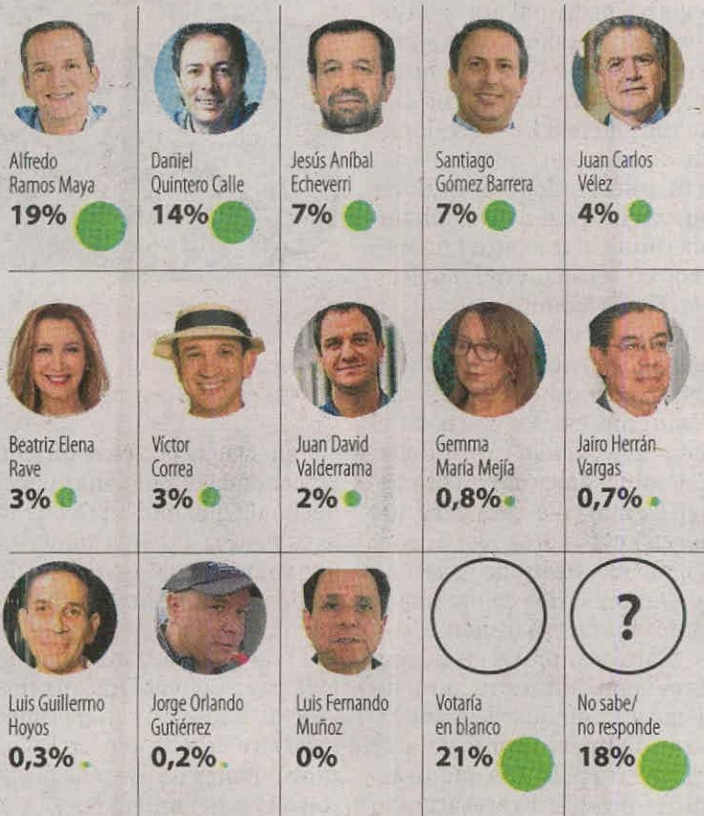 Alfredo
Ramos Maya
19%
Daniel
Quintero Calle
14%
Jesús Aníbal
Echeverri
7%
Santiago
Gómez Barrera
7%
Juan Carlos
Vélez
4%
Beatriz Elena
Rave
3%
Víctor
Correa
3%
Juan David
Valderrama
2%
Gemma
María Mejía
0,8%
Jairo Herrán
Vargas
0,7%
Luis Guillermo
Hoyos
0,3%
Jorge Orlando
Gutiérrez
0,2%
Luis Fernando
Muñoz
0%
Votaría
en blanco
21%
?
No sabe/
no responde
18%